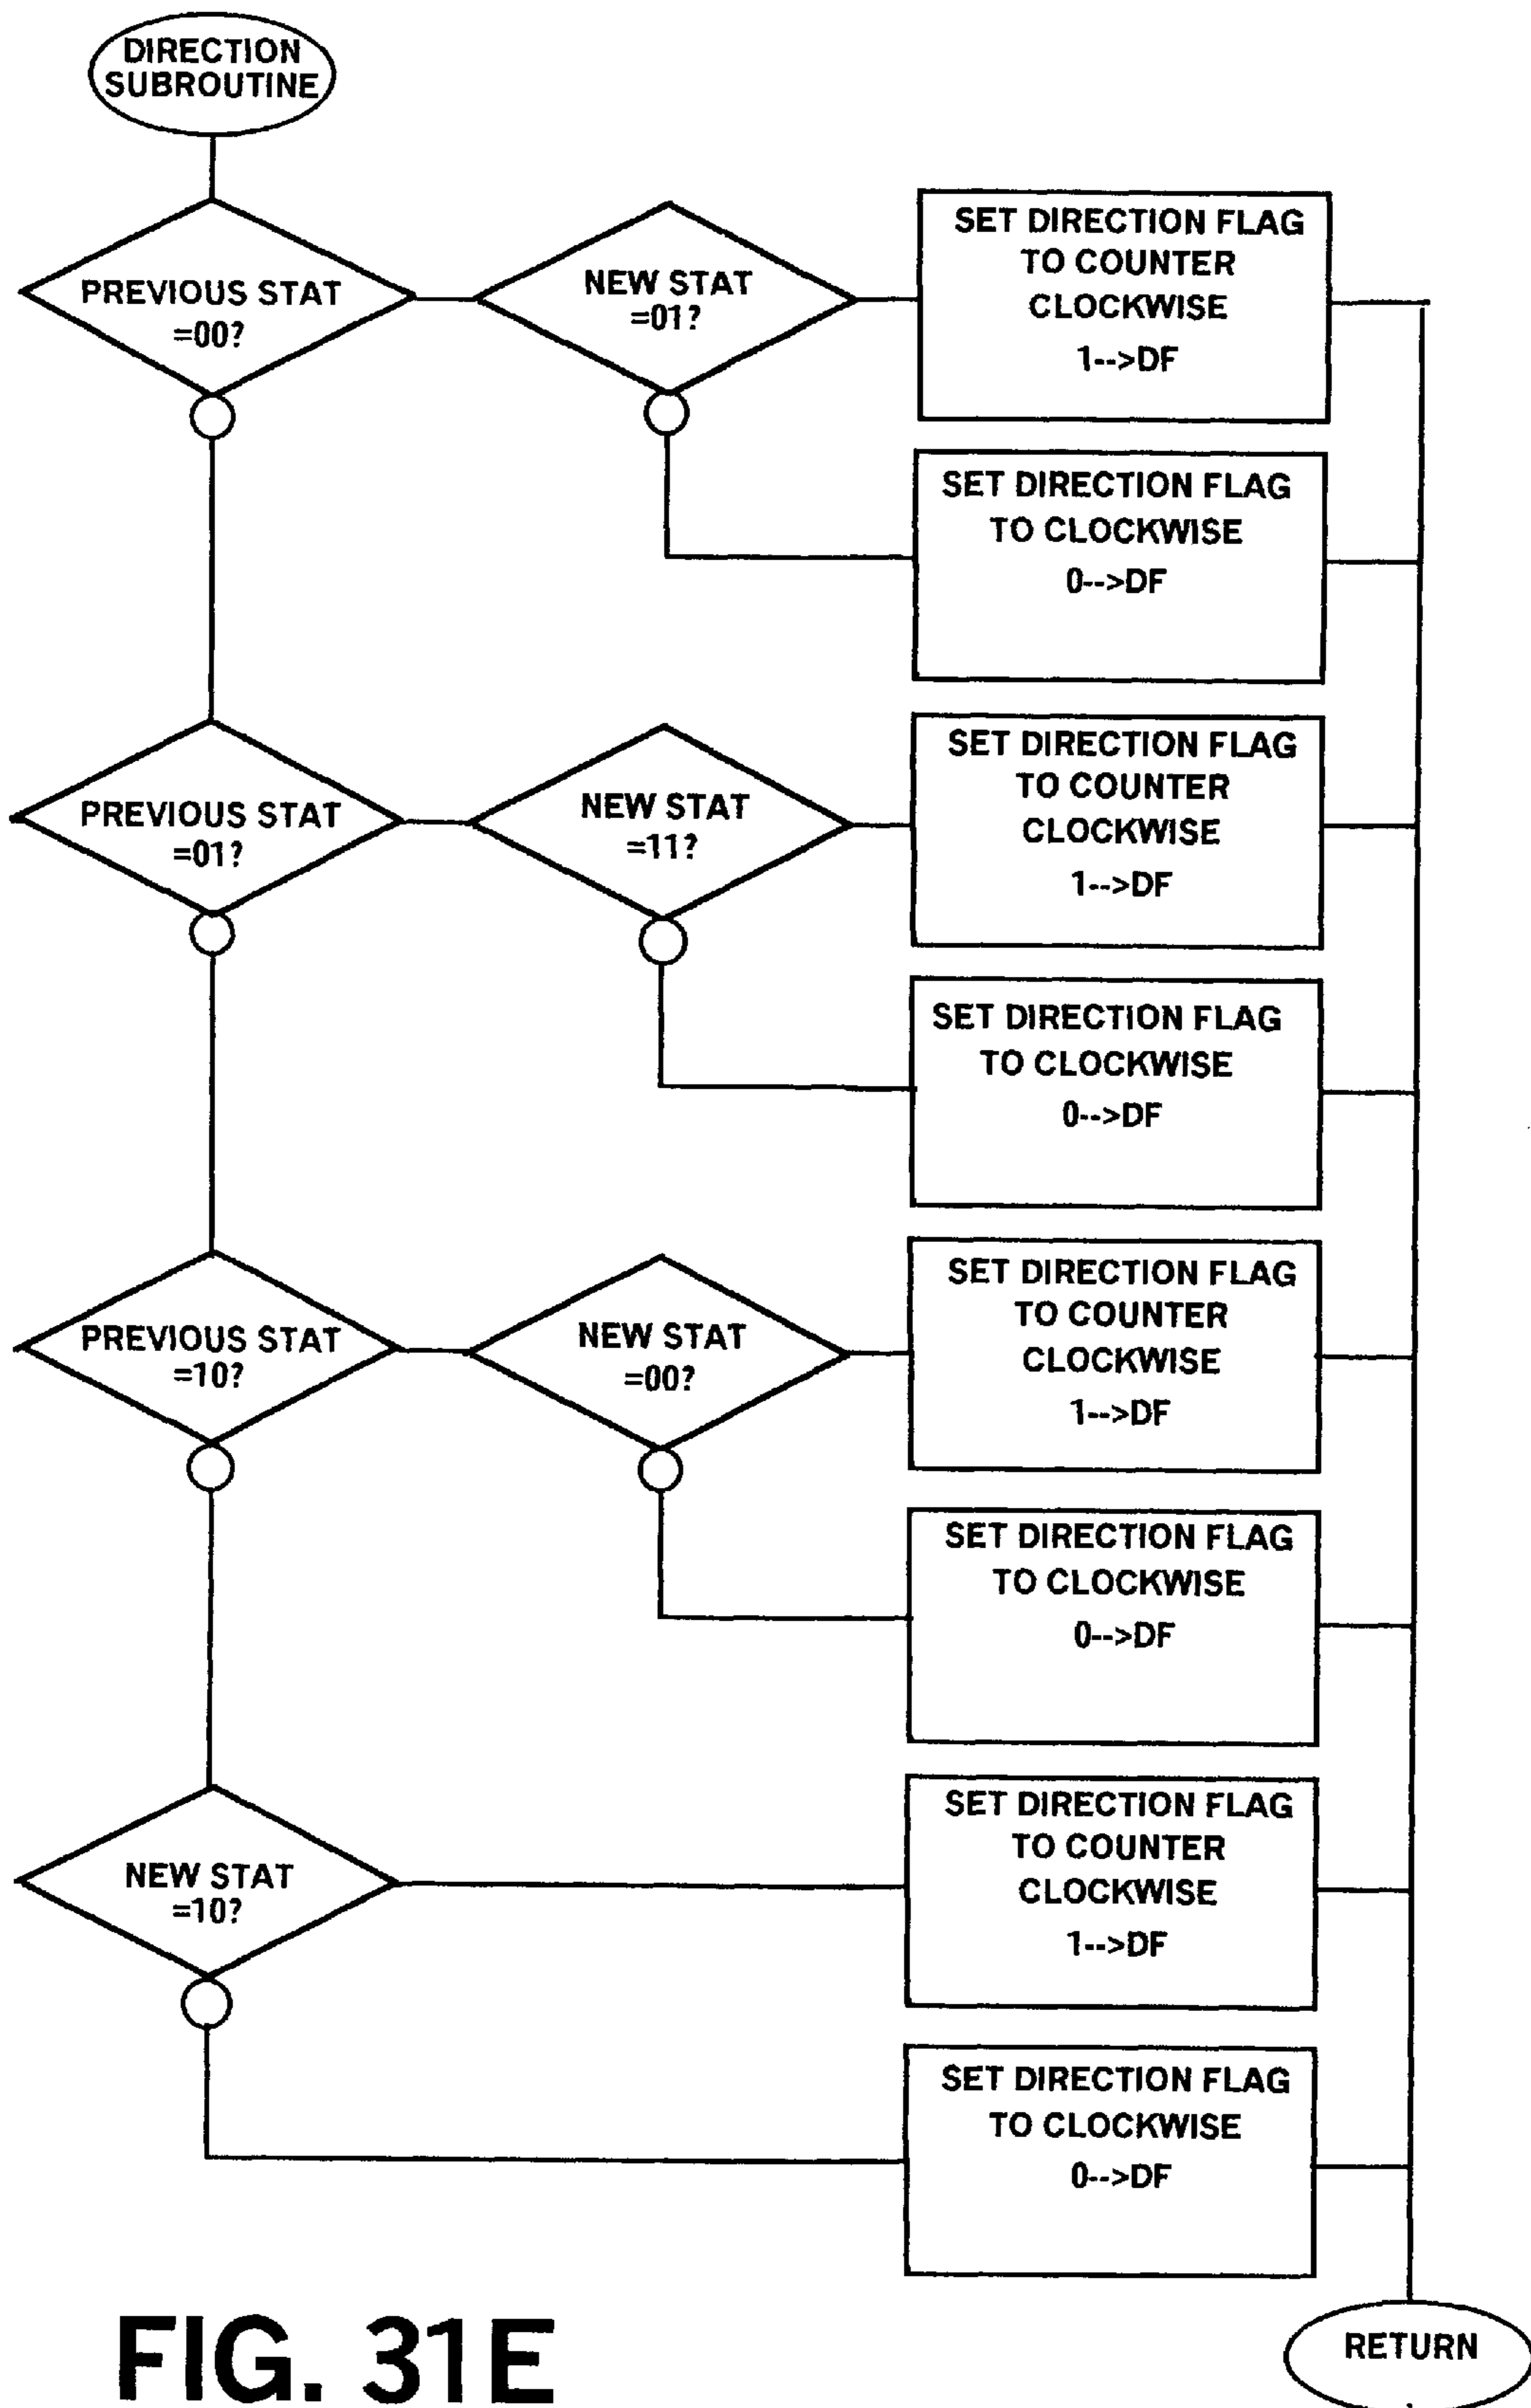 DIRECTION
SUBROUTINE
PREVIOUS STAT
=00?
NEW STAT
=01?
SET DIRECTION FLAG
TO COUNTER
CLOCKWISE
1-->DF
SET DIRECTION FLAG
TO CLOCKWISE
0-->DF
PREVIOUS STAT
=01?
NEW STAT
=11?
SET DIRECTION FLAG
TO COUNTER
CLOCKWISE
1-->DF
SET DIRECTION FLAG
TO CLOCKWISE
0-->DF
PREVIOUS STAT
=10?
NEW STAT
=00?
SET DIRECTION FLAG
TO COUNTER
CLOCKWISE
1-->DF
SET DIRECTION FLAG
TO CLOCKWISE
0-->DF
NEW STAT
=10?
SET DIRECTION FLAG
TO COUNTER
CLOCKWISE
1-->DF
SET DIRECTION FLAG
TO CLOCKWISE
0-->DF
RETURN
FIG. 31E